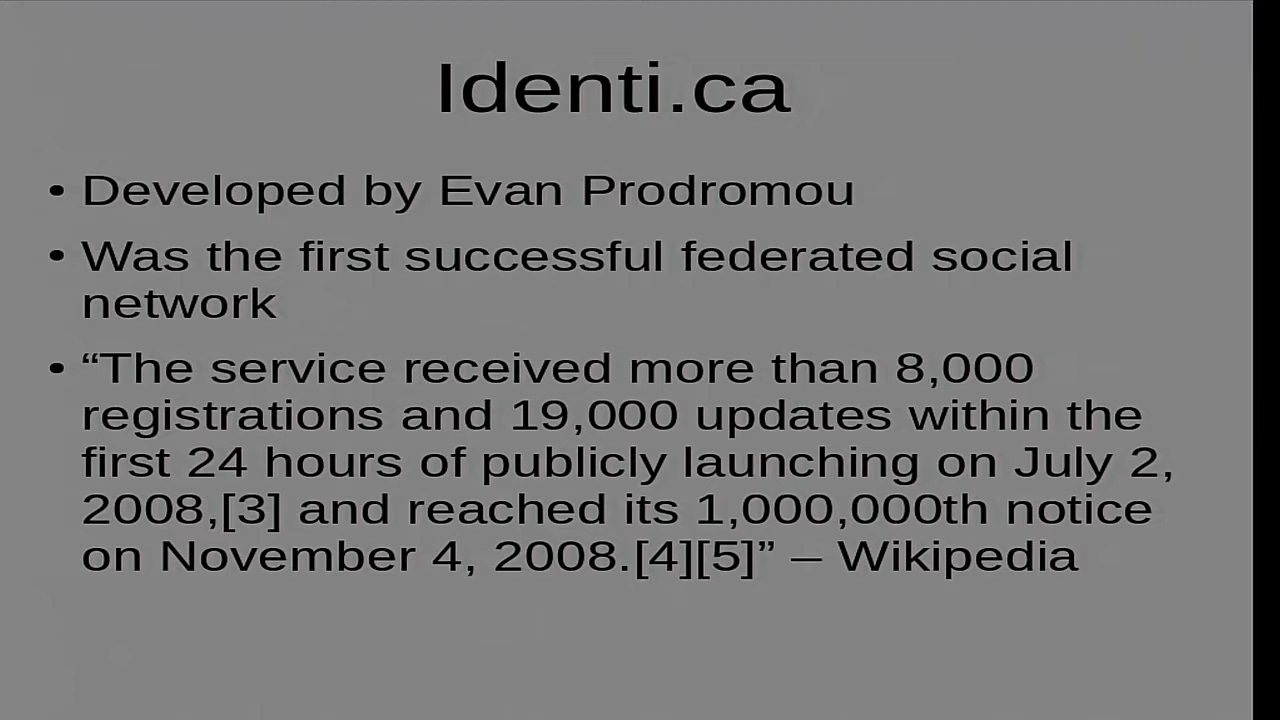 Identi.ca
• Developed by Evan Prodromou
• Was the first successful federated social
network
• “The service received more than 8,000
registrations and 19,000 updates within the
first 24 hours of publicly launching on July 2,
2008,[3] and reached its 1,000,000th notice
on November 4, 2008.[4][5]” – Wikipedia